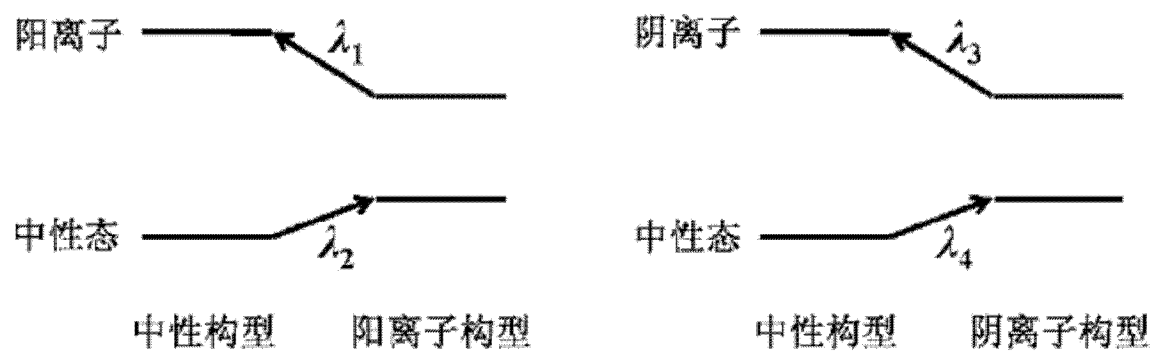 阳离子 λ1 阴离子 λ3
中性态 λ2 中性态 λ4
中性构型 阳离子构型 中性构型 阴离子构型